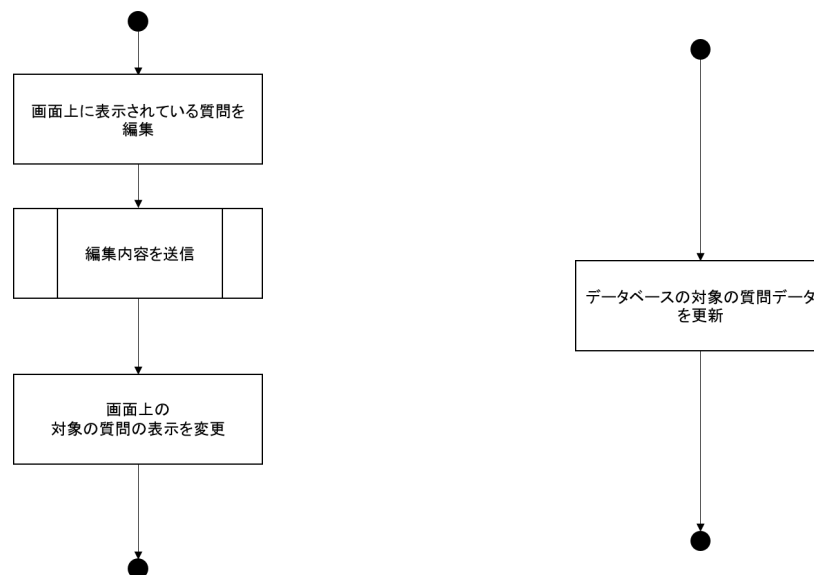 画面上に表示されている質問を
編集
編集内容を送信
画面上の
対象の質問の表示を変更
データベースの対象の質問データ
を更新